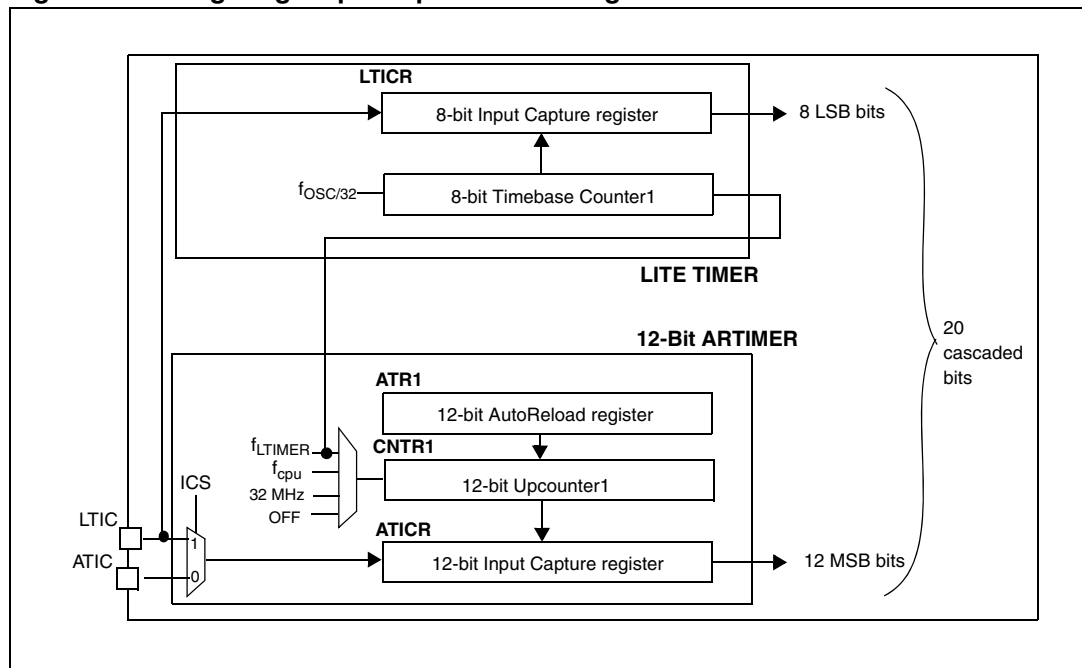 LTICR
8-bit Input Capture register
8 LSB bits
fOSC/32
8-bit Timebase Counter1
LITE TIMER
20
cascaded
bits
12-Bit ARTIMER
ATR1
12-bit AutoReload register
fLTIMER
CNTR1
fcpu
12-bit Upcounter1
ICS
32 MHz
OFF
LTIC
1
ATICR
ATIC
0
12-bit Input Capture register
12 MSB bits